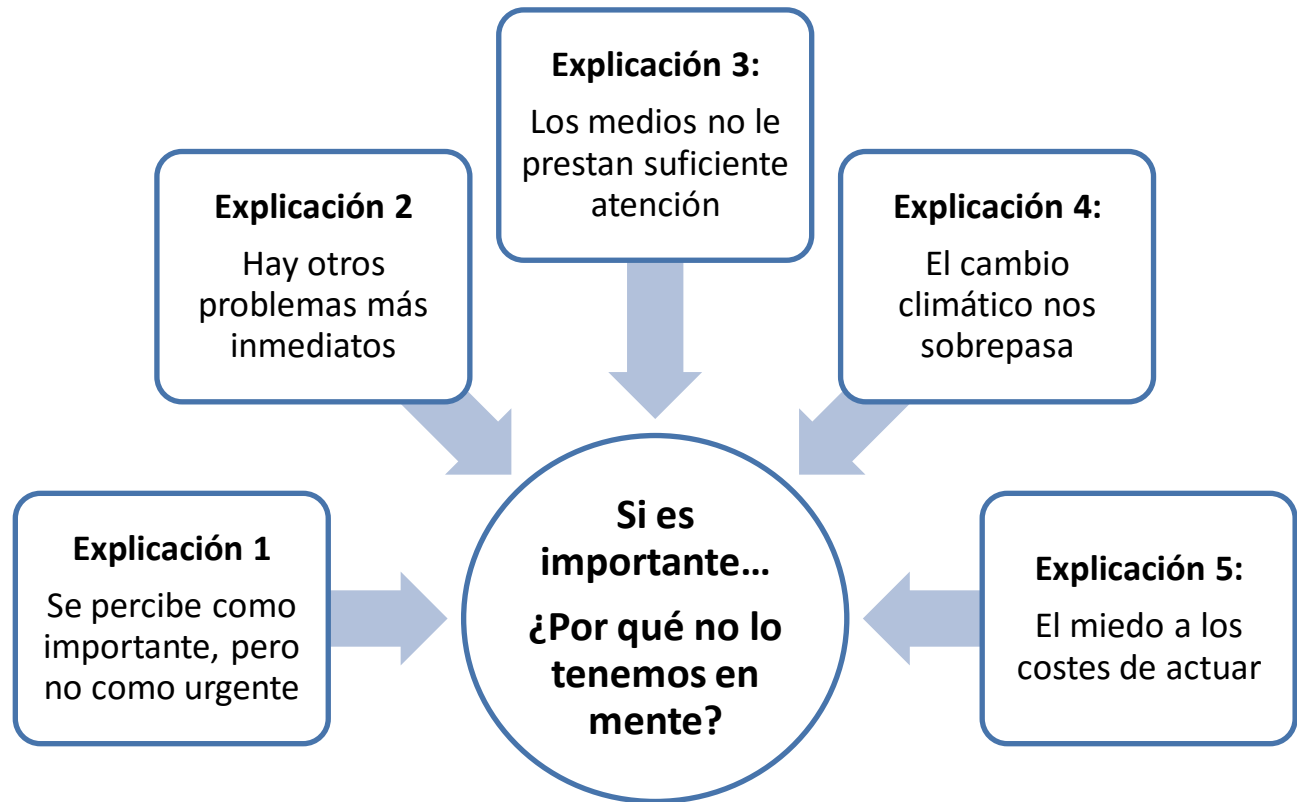 Explicación 1
Se percibe como
importante, pero
no como urgente
Explicación 2
Hay otros
problemas más
inmediatos
Explicación 3:
Los medios no le
prestan suficiente
atención
Explicación 4:
El cambio
climático nos
sobrepasa
Explicación 5:
El miedo a los
costes de actuar
Si es
importante…
¿Por qué no lo
tenemos en
mente?